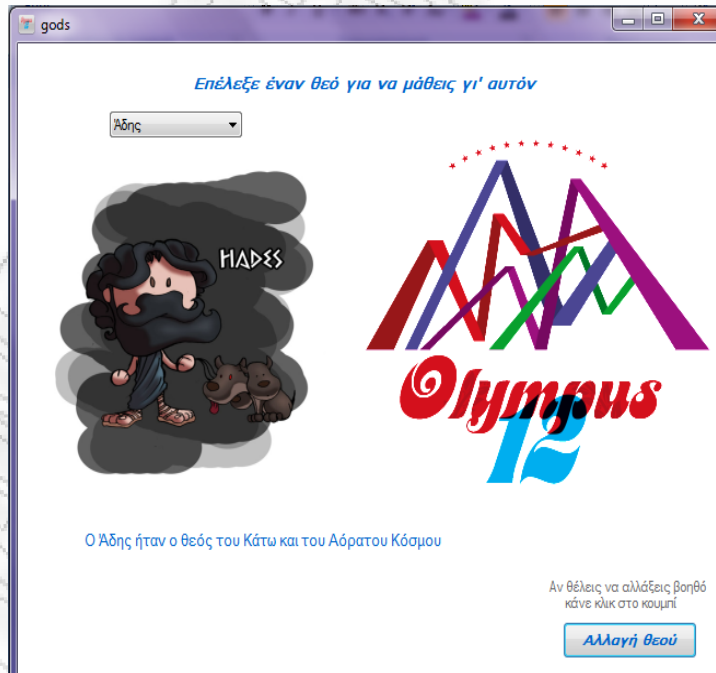 gods
Επέλεξε έναν θεό για να μάθεις γι' αυτόν
Άδης
HADES
Olympus
12
Ο Άδης ήταν ο θεός του Κάτω και του Αόρατου Κόσμου
Αν θέλεις να αλλάξεις βοηθό
κάνε κλικ στο κουμπί
Αλλαγή θεού